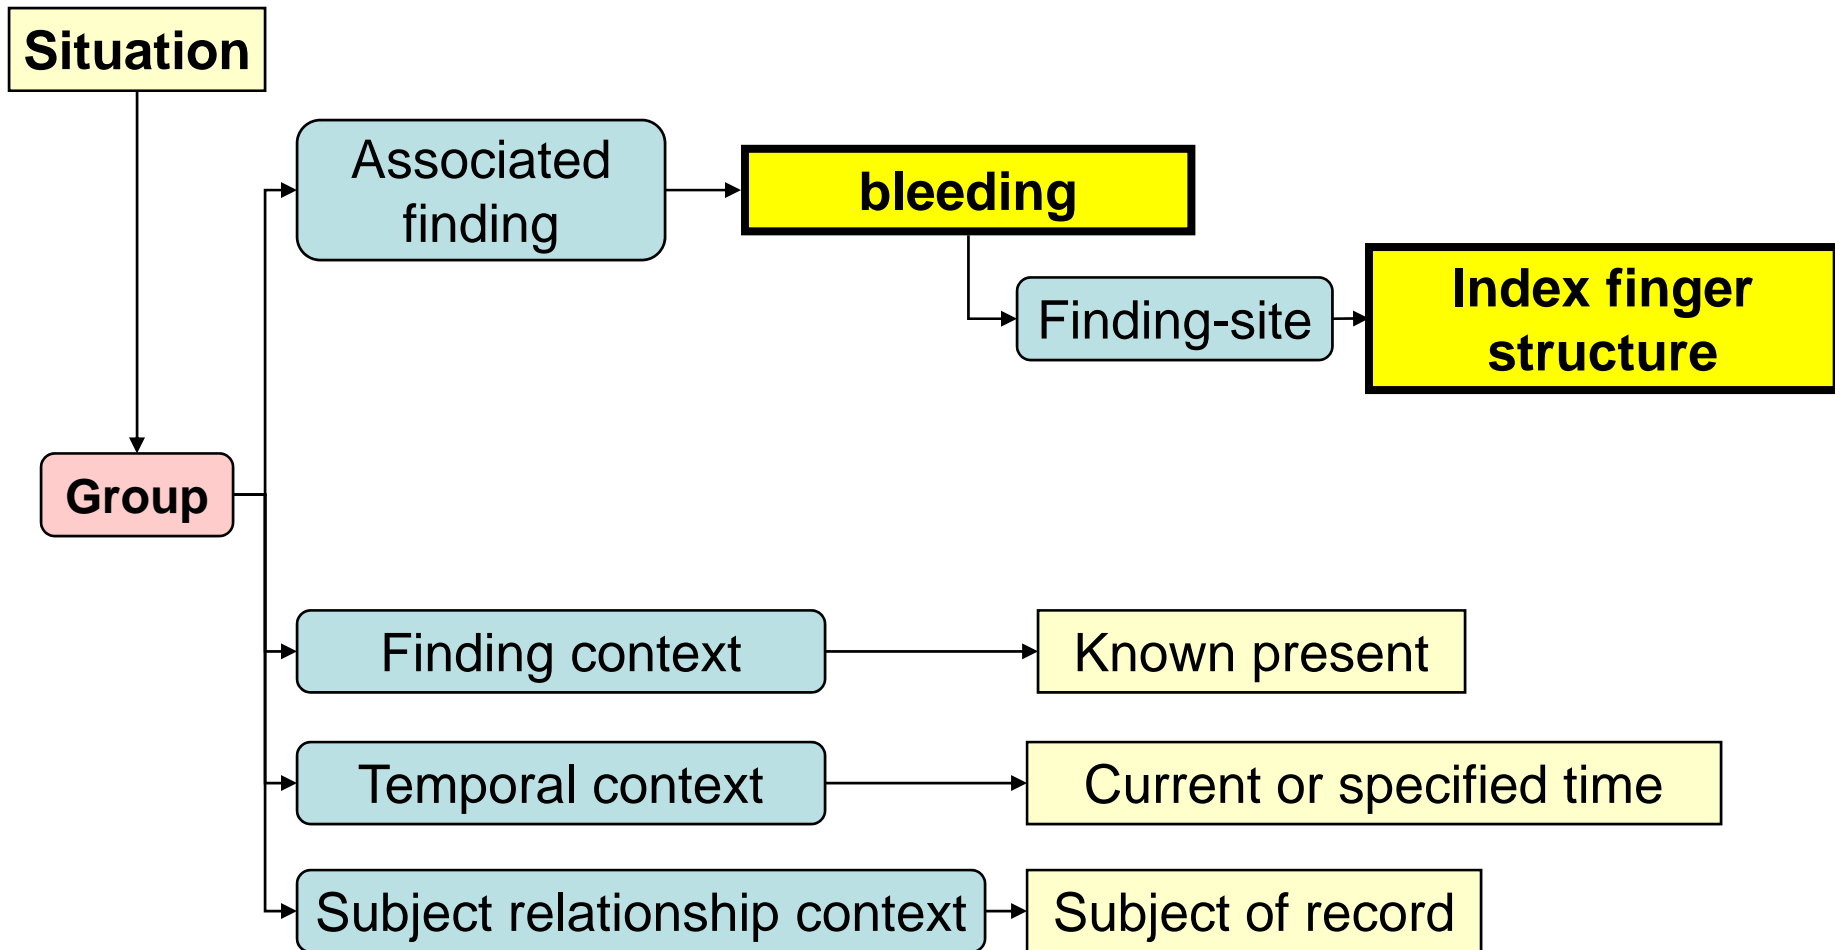 Situation
Associated
finding
bleeding
Finding-site
Index finger
structure
Group
Finding context
Known present
Temporal context
Current or specified time
Subject relationship context
Subject of record